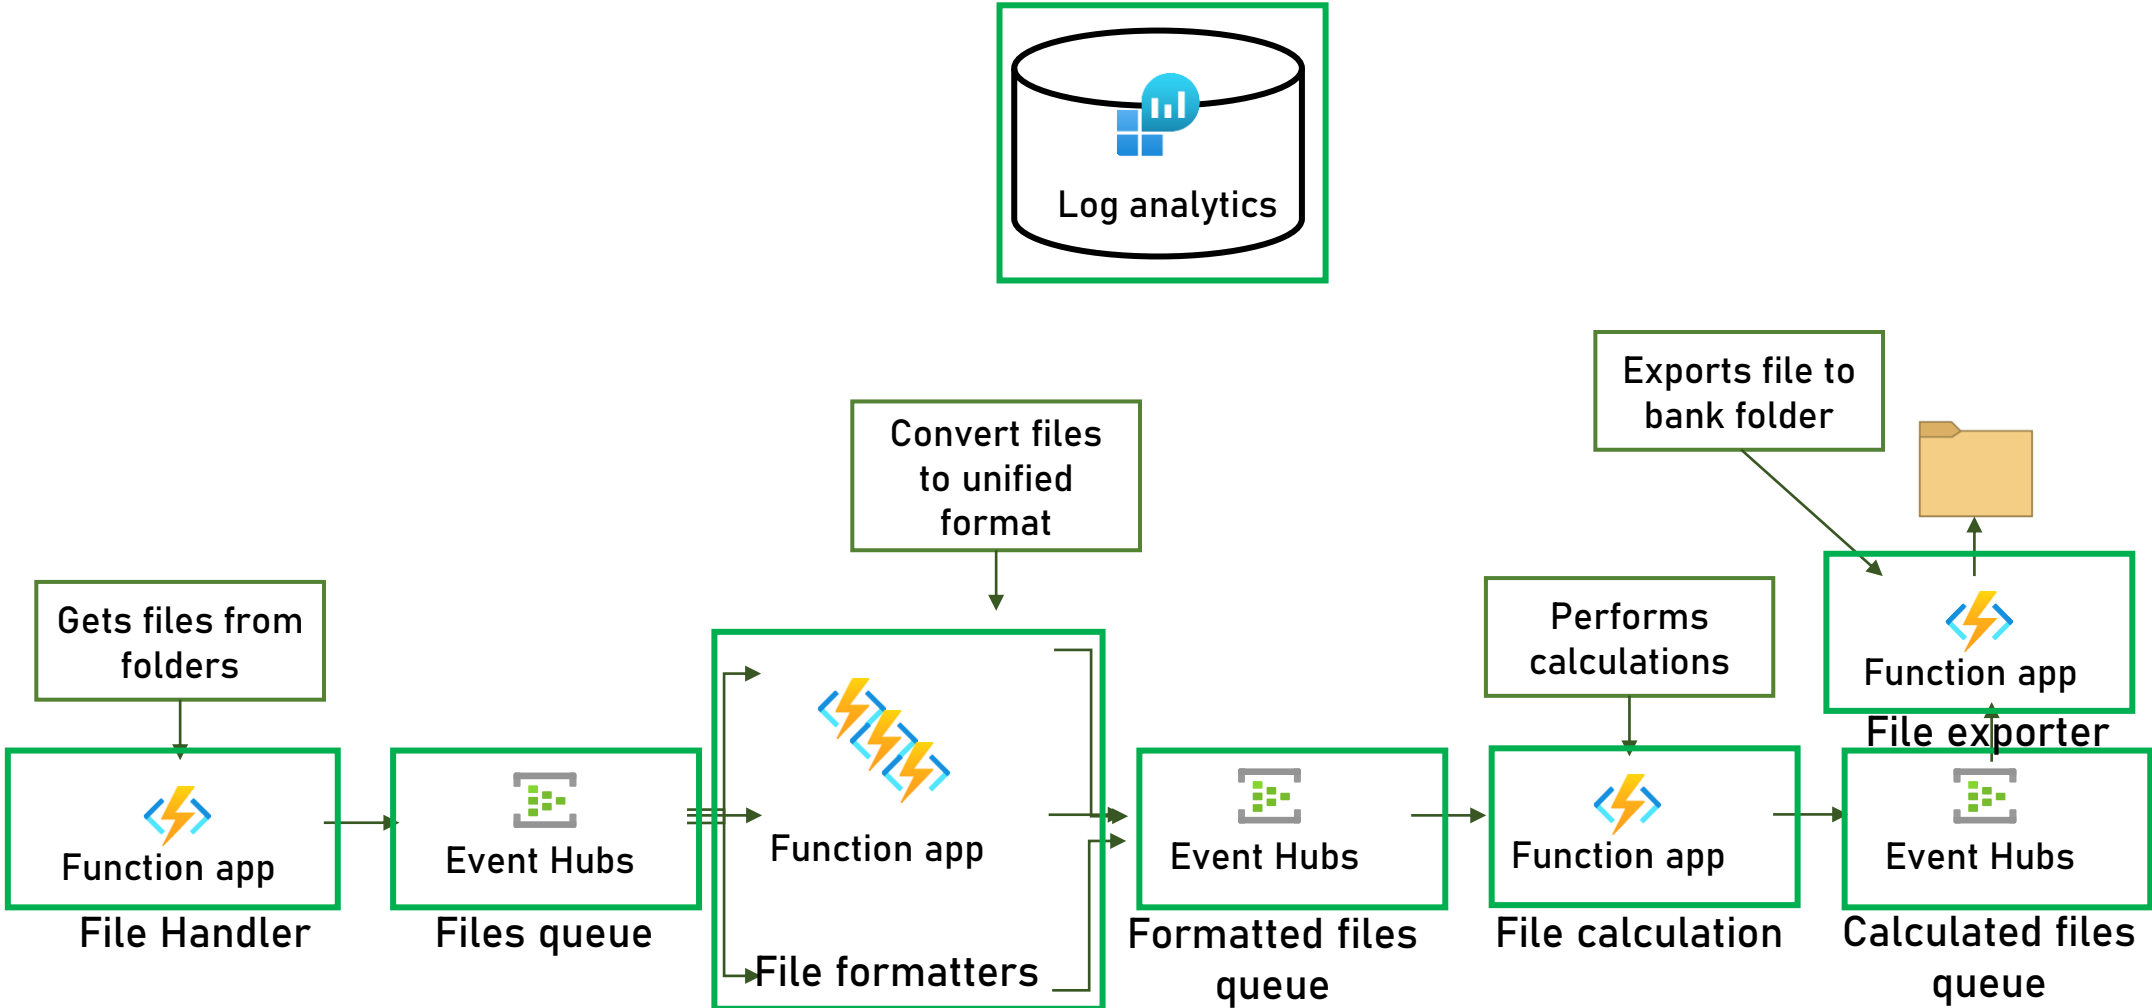 Log analytics
Exports file to
bank folder
Convert files
to unified
format
Gets files from
folders
Performs
calculations
Function app
File exporter
Function app
File Handler
Event Hubs
Files queue
Function app
File formatters
Event Hubs
Formatted files
queue
Function app
File calculation
Event Hubs
Calculated files
queue